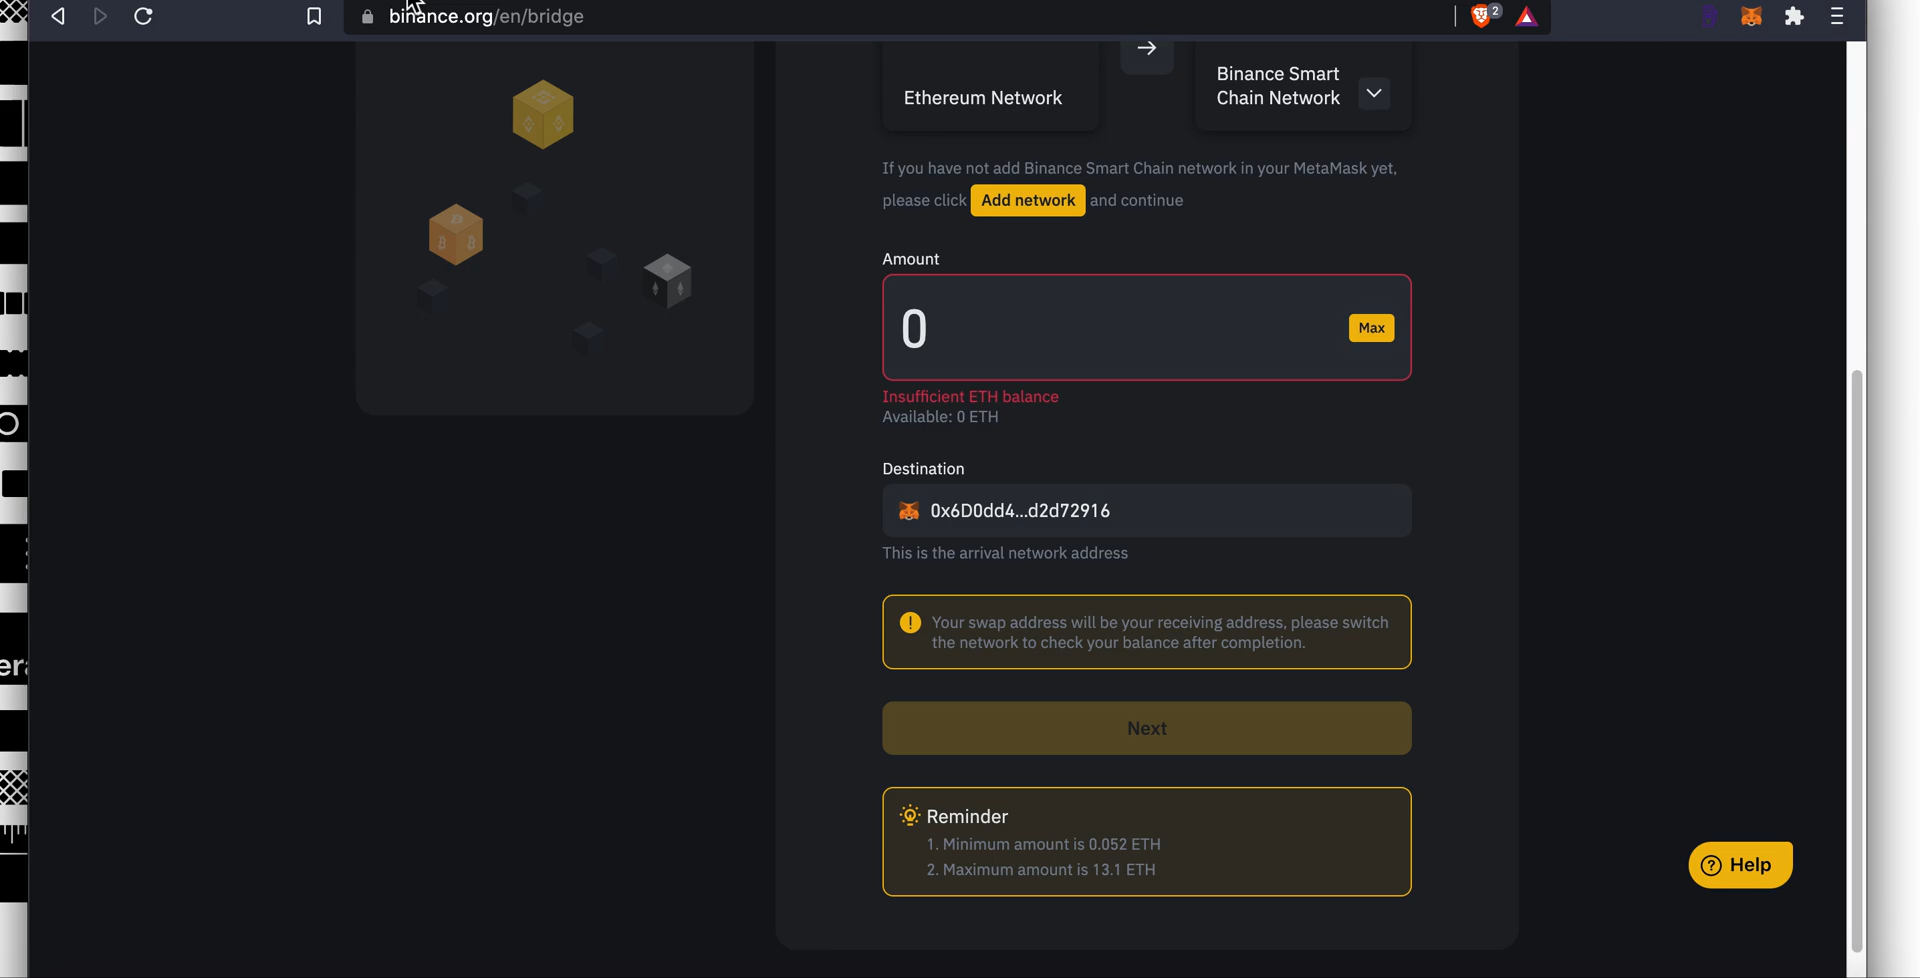 binance.org/en/bridge
2
Ethereum Network
Binance Smart
Chain Network
If you have not add Binance Smart Chain network in your MetaMask yet,
please click Add network and continue
Amount
0
Max
Insufficient ETH balance
Available: 0 ETH
Destination
0x6D0dd4...d2d72916
This is the arrival network address
Your swap address will be your receiving address, please switch
the network to check your balance after completion.
Next
Reminder
1. Minimum amount is 0.052 ETH
2. Maximum amount is 13.1 ETH
Help